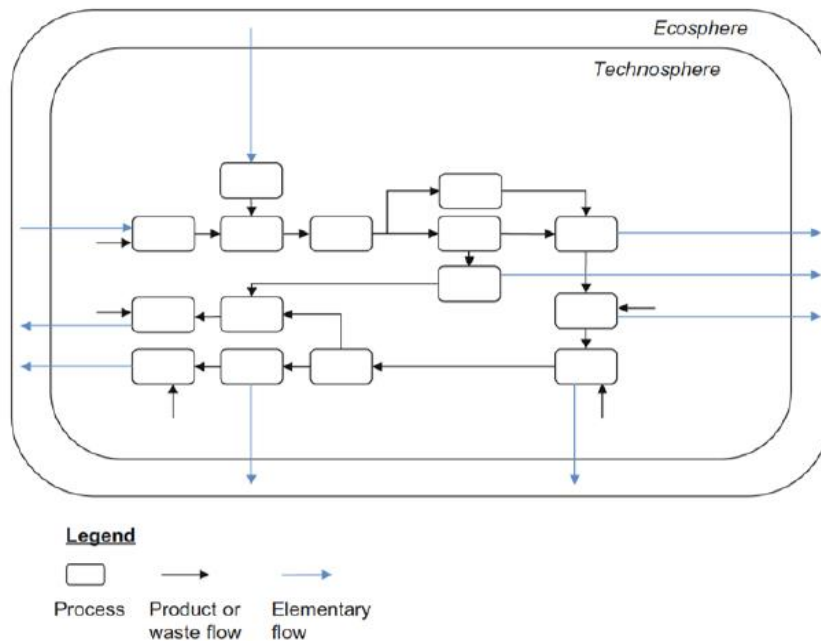 Ecosphere
Technosphere
Legend
Process
Product or
waste flow
Elementary
flow